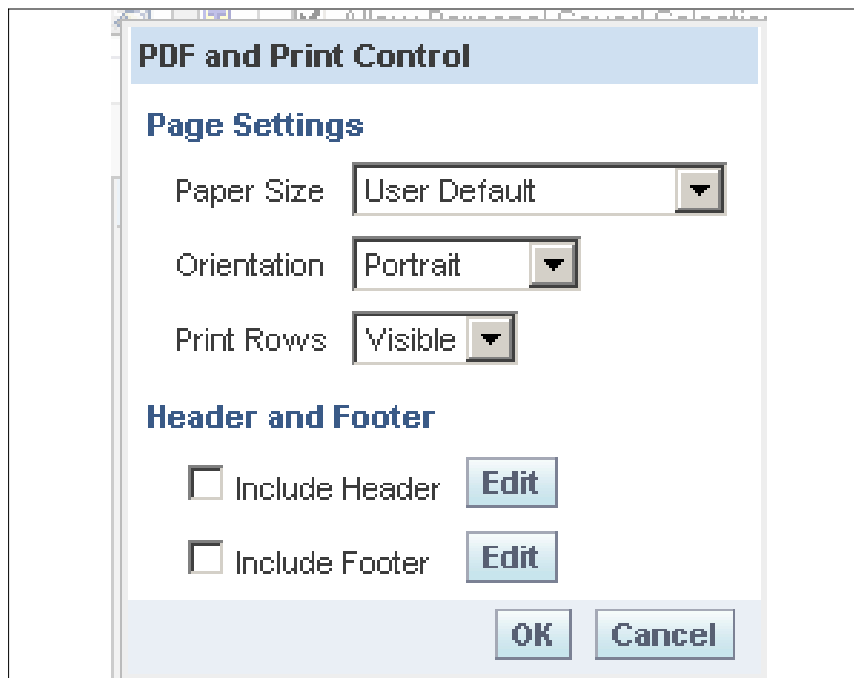 PDF and Print Control
Page Settings
Paper Size User Default
Orientation Portrait
Print Rows Visible
Header and Footer
Include Header Edit
Include Footer Edit
OK Cancel